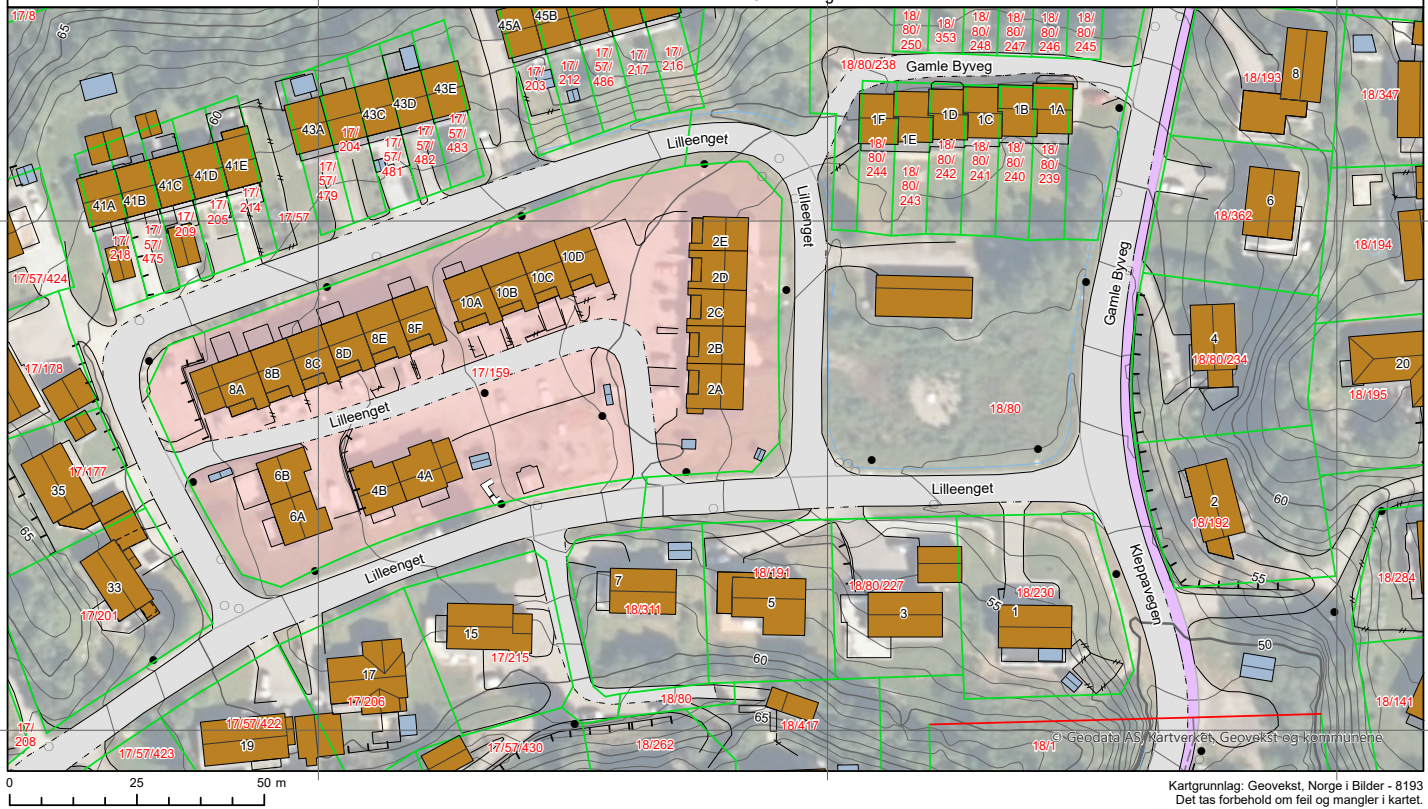 17/8
65
45A
45B
18/
80/
250
18/
353
18/
80/
248
18/
80/
247
18/
80/
246
18/
80/
245
17/
203
17/
212
17/
57/
486
17/
217
17/
216
18/80/238
Gamle Byveg
18/193
8
18/347
60
43A
43C
43D
43E
17/
204
17/
57/
479
17/
57/
481
17/
57/
482
17/
57/
483
Lilleenget
1F
1E
1D
1C
1B
1A
18/
80/
244
18/
80/
243
18/
80/
242
18/
80/
241
18/
80/
240
18/
80/
239
41A
41B
41C
41D
41E
17/
218
17/
57/
475
17/
209
17/
205
17/
214
17/57
Lilleenget
6
18/362
18/194
17/57/424
2E
2D
2C
2B
2A
10A
10B
10C
10D
Gamle Byveg
8A
8B
8C
8D
8E
8F
4
18/80/234
20
18/195
17/178
17/159
Lilleenget
18/80
17/177
35
6B
6A
4B
4A
Lilleenget
2
18/192
60
65
33
17/201
Lilleenget
7
18/311
18/191
5
18/80/227
3
55
18/230
1
Kleppavegen
55
18/284
50
15
17/215
60
17
17/206
18/80
65
18/417
18/141
17/
208
17/57/422
19
17/57/423
17/57/430
18/262
18/1
© Geodata AS, Kartverket, Geovekst og kommunene
0 25 50 m
Kartgrunnlag: Geovekst, Norge i Bilder - 8193
Det tas forbehold om feil og mangler i kartet.